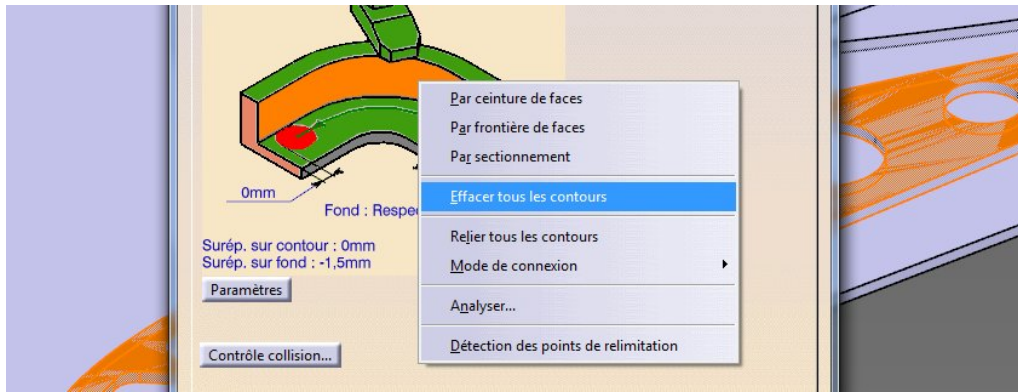 Par ceinture de faces
Par frontière de faces
Par sectionnement
0mm
Effacer tous les contours
Fond : Respe
Relier tous les contours
Surép. sur contour : 0mm
Surép. sur fond : -1,5mm
Mode de connexion
Paramètres
Analyser...
Contrôle collision...
Détection des points de relimitation